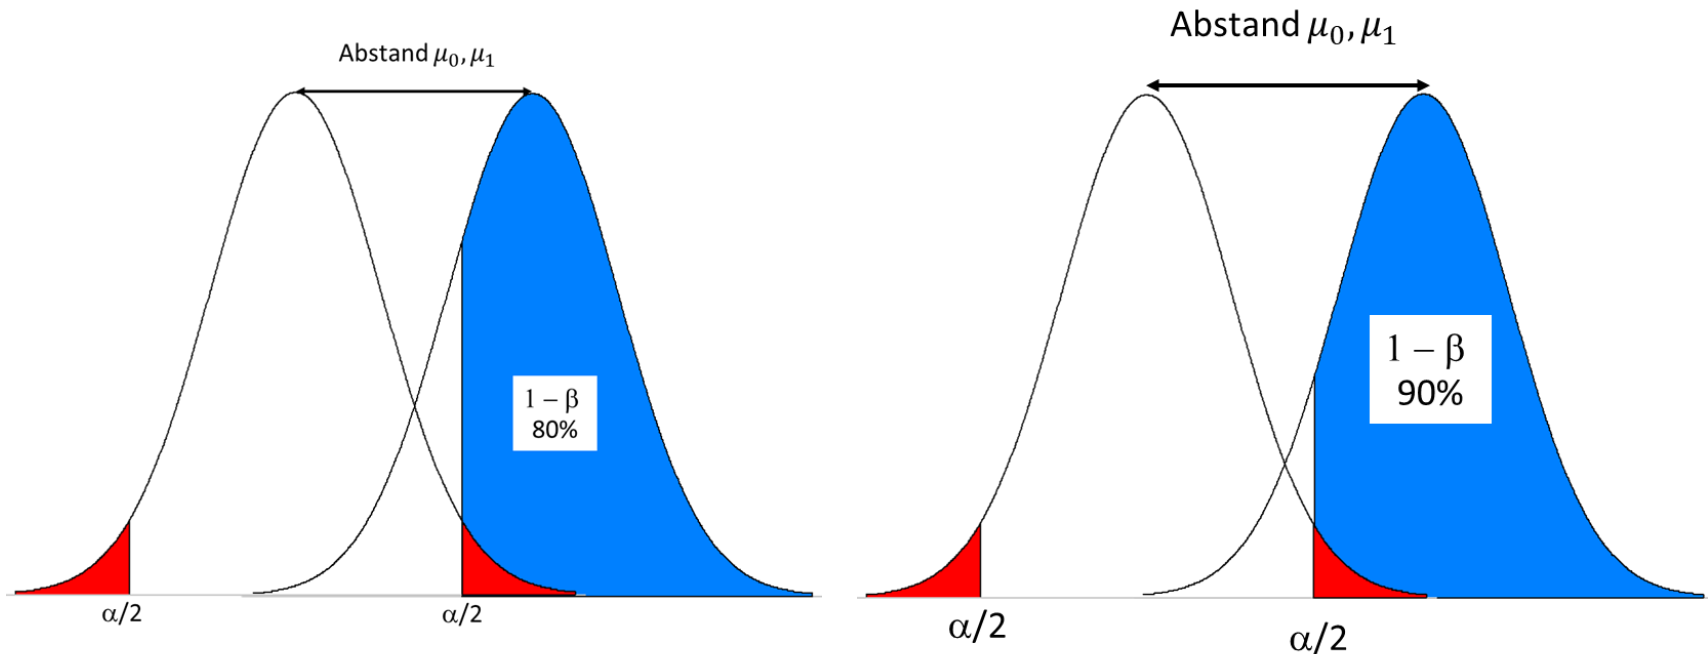 Abstand μ₀, μ₁
1 – β
80%
α/2
α/2
Abstand μ₀, μ₁
1 – β
90%
α/2
α/2